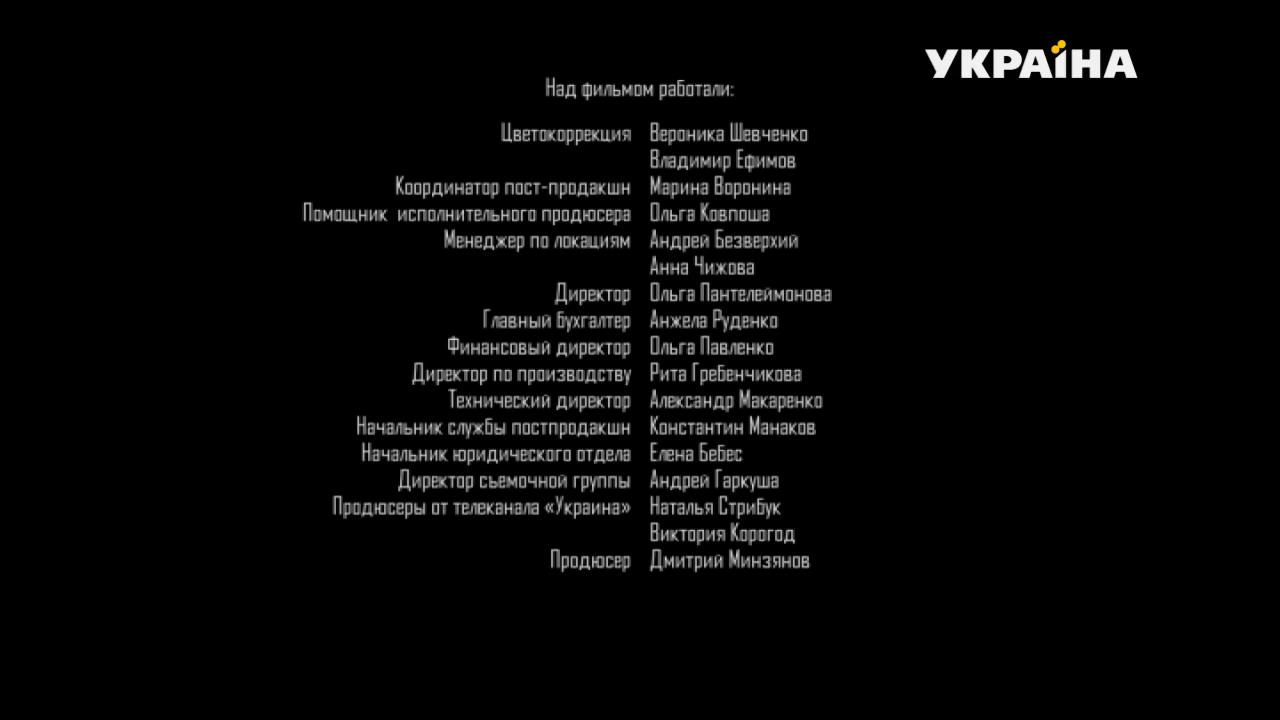 УКРАЇНА
Над фильмом работали:
Цветокоррекция Вероника Шевченко
Владимир Ефимов
Координатор пост-продакшн Марина Воронина
Помощник исполнительного продюсера Ольга Ковпоша
Менеджер по локациям Андрей Безверхий
Анна Чижова
Директор Ольга Пантелеймонова
Главный бухгалтер Анжела Руденко
Финансовый директор Ольга Павленко
Директор по производству Рита Гребенчикова
Технический директор Александр Макаренко
Начальник службы постпродакшн Константин Манаков
Начальник юридического отдела Елена Бебес
Директор съемочной группы Андрей Гаркуша
Продюсеры от телеканала «Украина» Наталья Стрибук
Виктория Корогод
Продюсер Дмитрий Минзянов